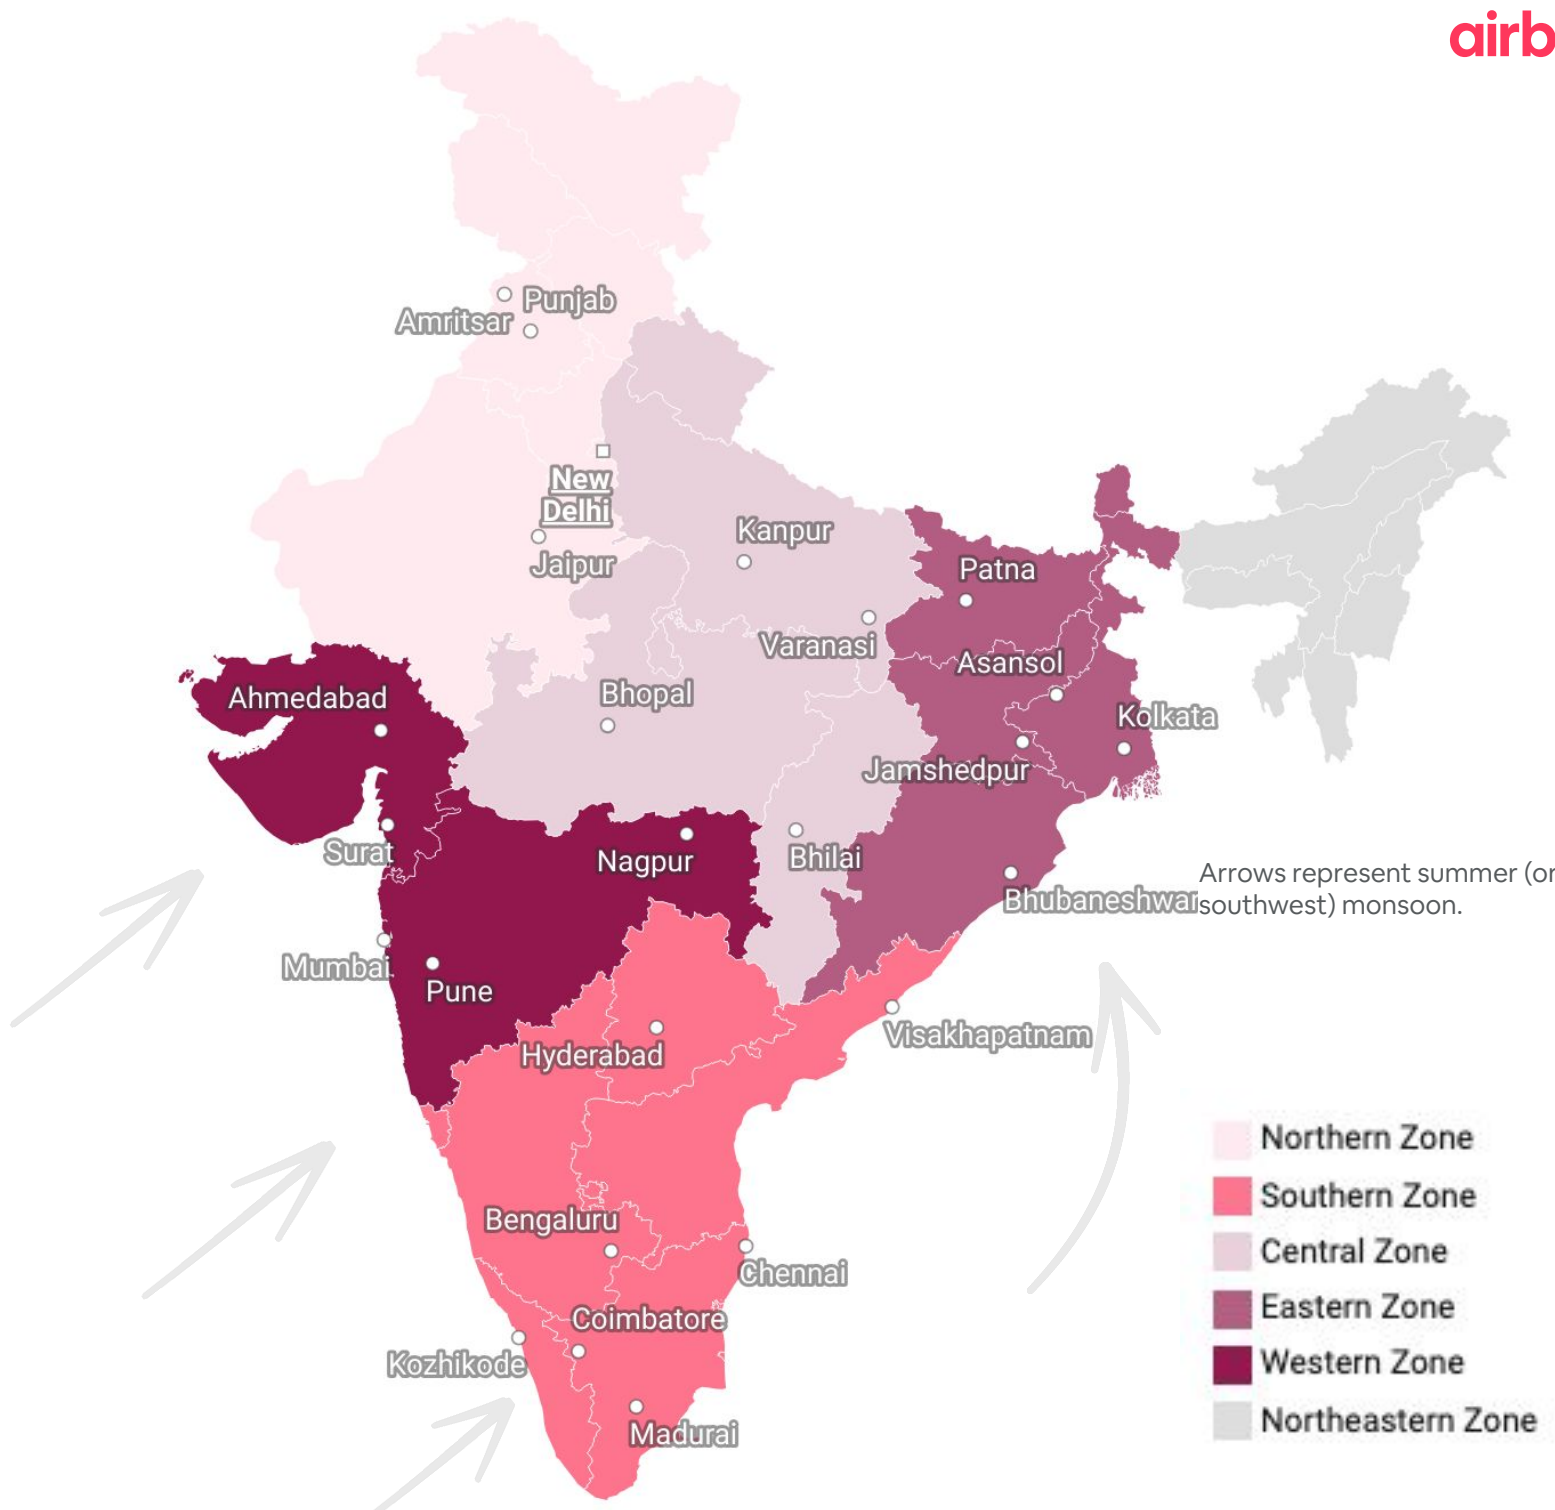 airb
Punjab
Amritsar
New
Delhi
Jaipur
Kanpur
Patna
Varanasi
Asansol
Ahmedabad
Bhopal
Kolkata
Jamshedpur
Surat
Nagpur
Bhilai
Bhubaneshwar
Arrows represent summer (or
southwest) monsoon.
Mumbai
Pune
Visakhapatnam
Hyderabad
Bengaluru
Chennai
Coimbatore
Kozhikode
Madurai
Northern Zone
Southern Zone
Central Zone
Eastern Zone
Western Zone
Northeastern Zone